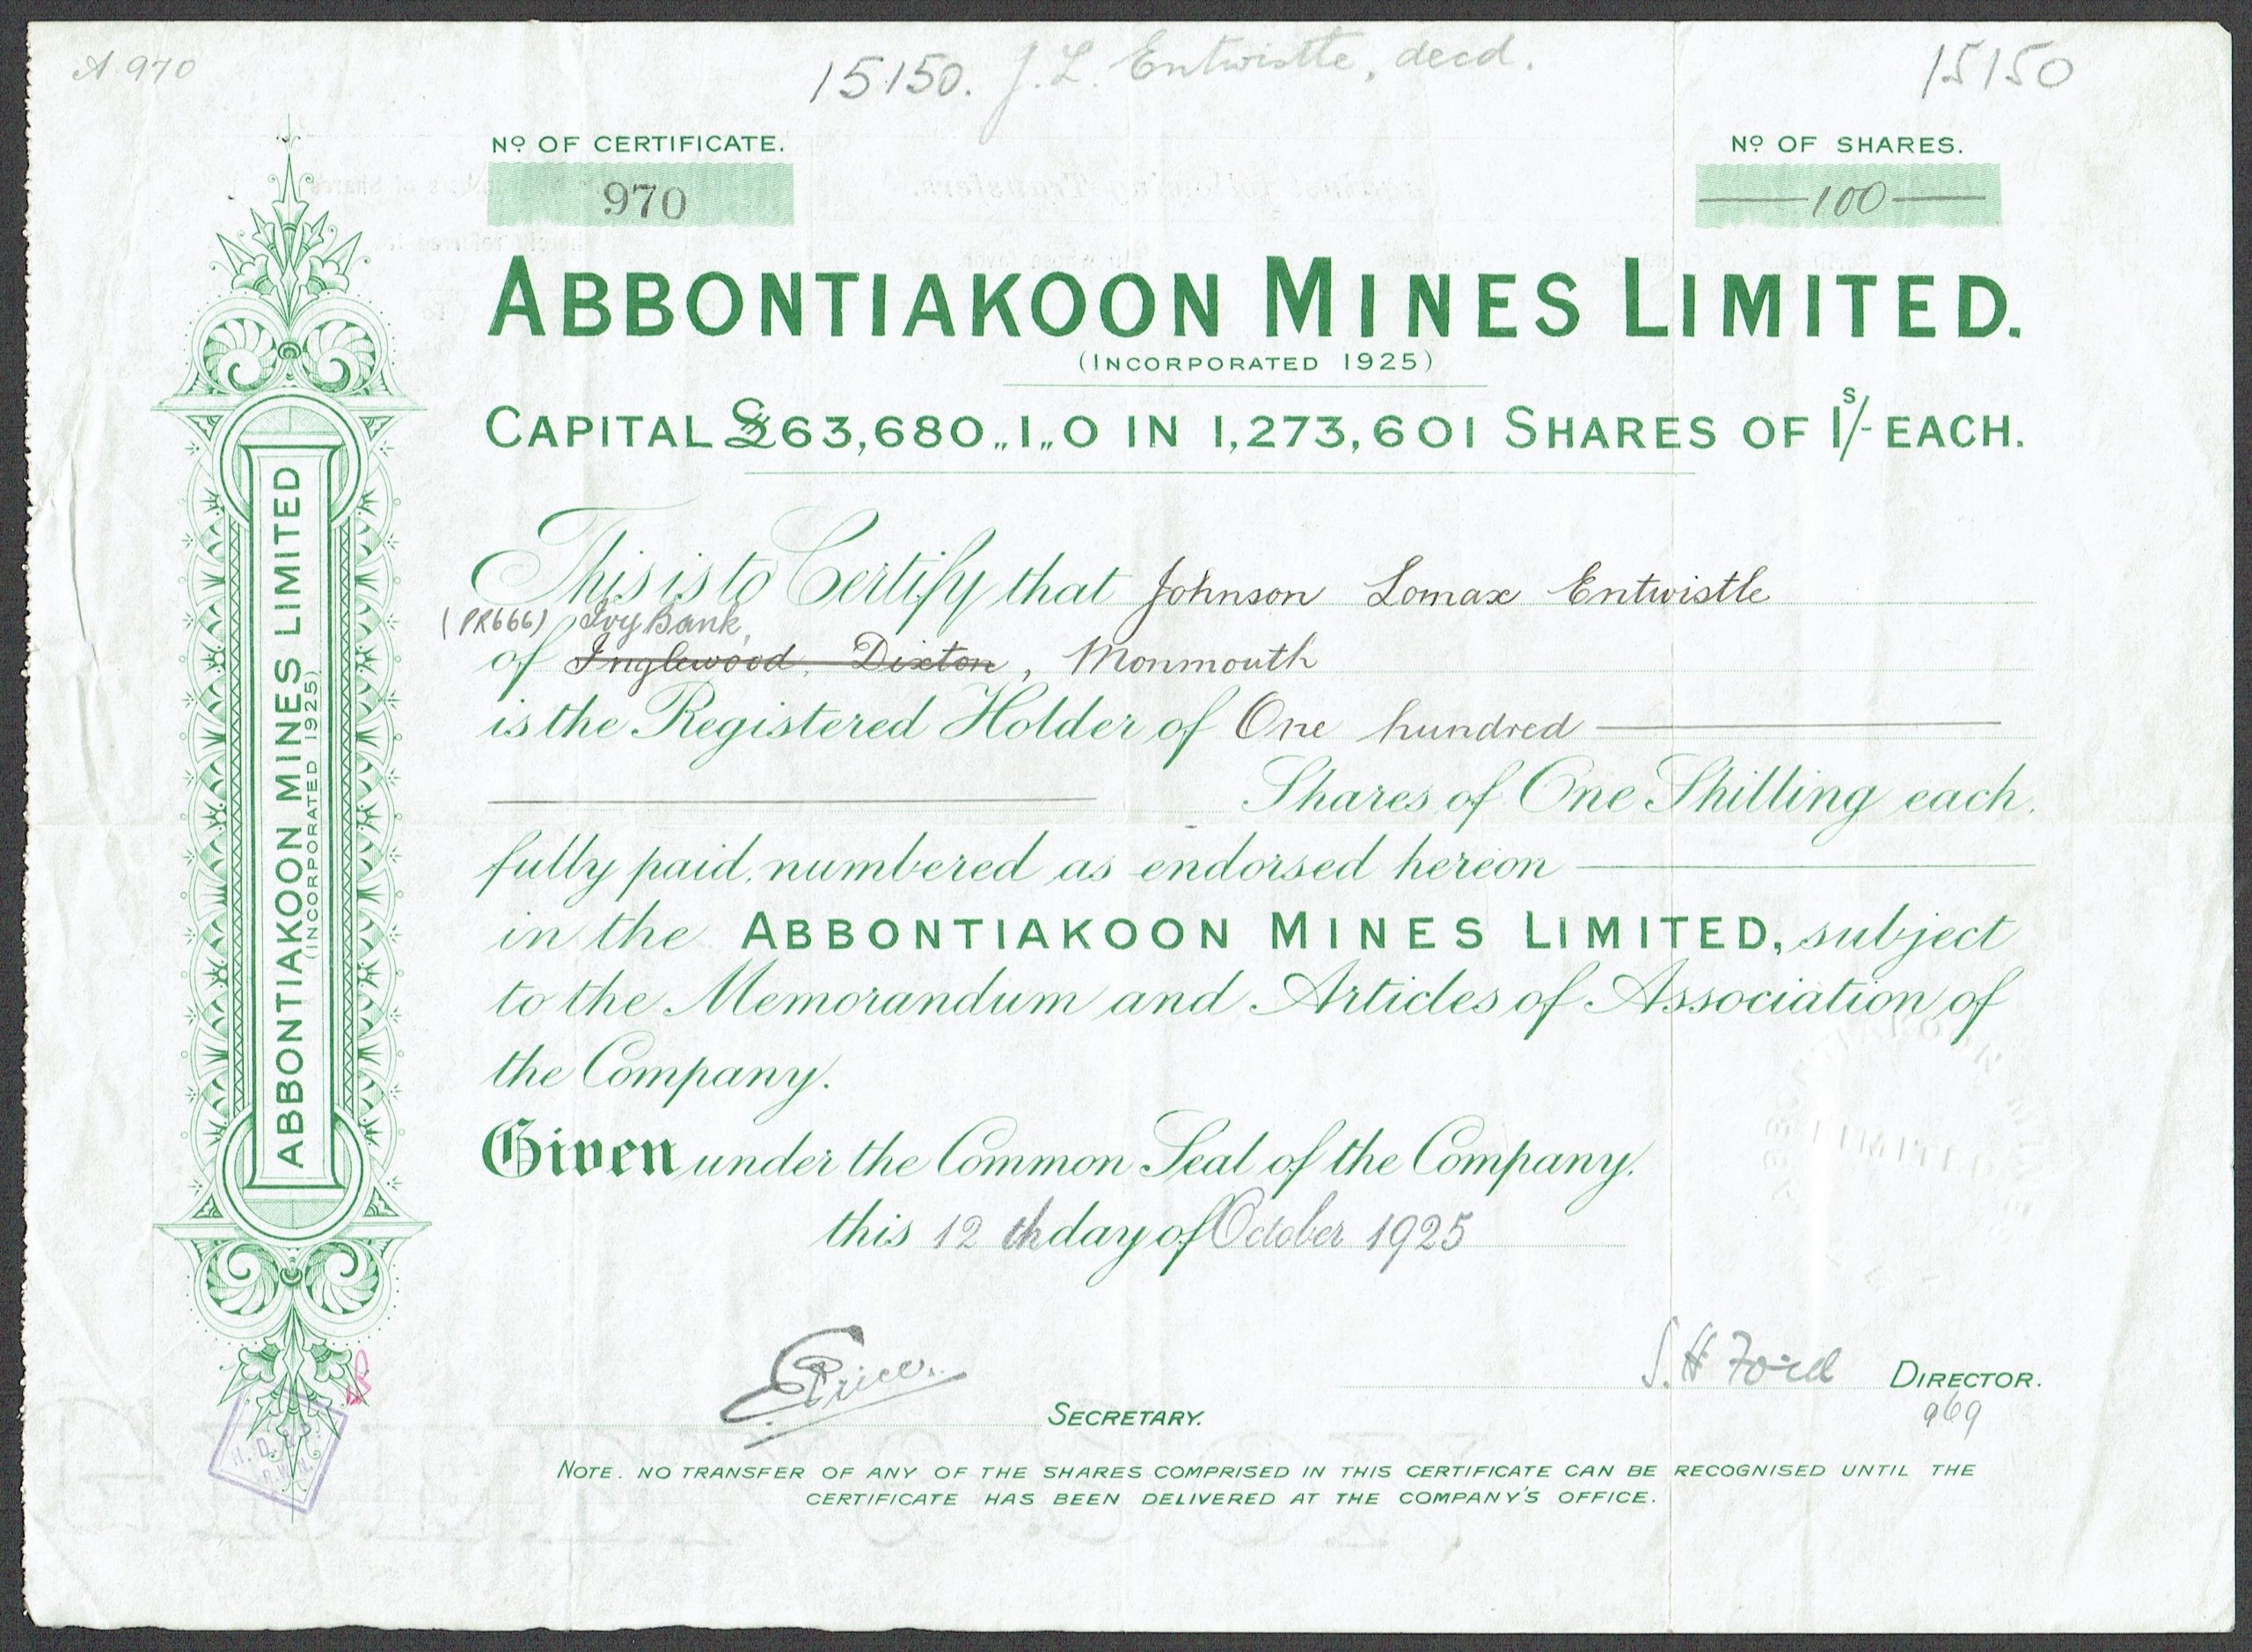 A 970
15150. J. L. Entwistle, decd.
15150
Nº OF CERTIFICATE.
970
Nº OF SHARES.
100
ABBONTIAKOON MINES LIMITED.
(INCORPORATED 1925)
CAPITAL £63,680,,1,,0 IN 1,273,601 SHARES OF 1s/- EACH.
This is to Certify that Johnson Lomax Entwistle
(PR666) Ivy Bank,
of Inglewood, Dixton, Monmouth
is the Registered Holder of One hundred
Shares of One Shilling each,
fully paid, numbered as endorsed hereon
in the ABBONTIAKOON MINES LIMITED, subject
to the Memorandum and Articles of Association of
the Company.
Given under the Common Seal of the Company,
this 12 th day of October 1925
S. H. Ford DIRECTOR.
969
SECRETARY.
NOTE. NO TRANSFER OF ANY OF THE SHARES COMPRISED IN THIS CERTIFICATE CAN BE RECOGNISED UNTIL THE
CERTIFICATE HAS BEEN DELIVERED AT THE COMPANY'S OFFICE.
ABBONTIAKOON MINES LIMITED
(INCORPORATED 1925)